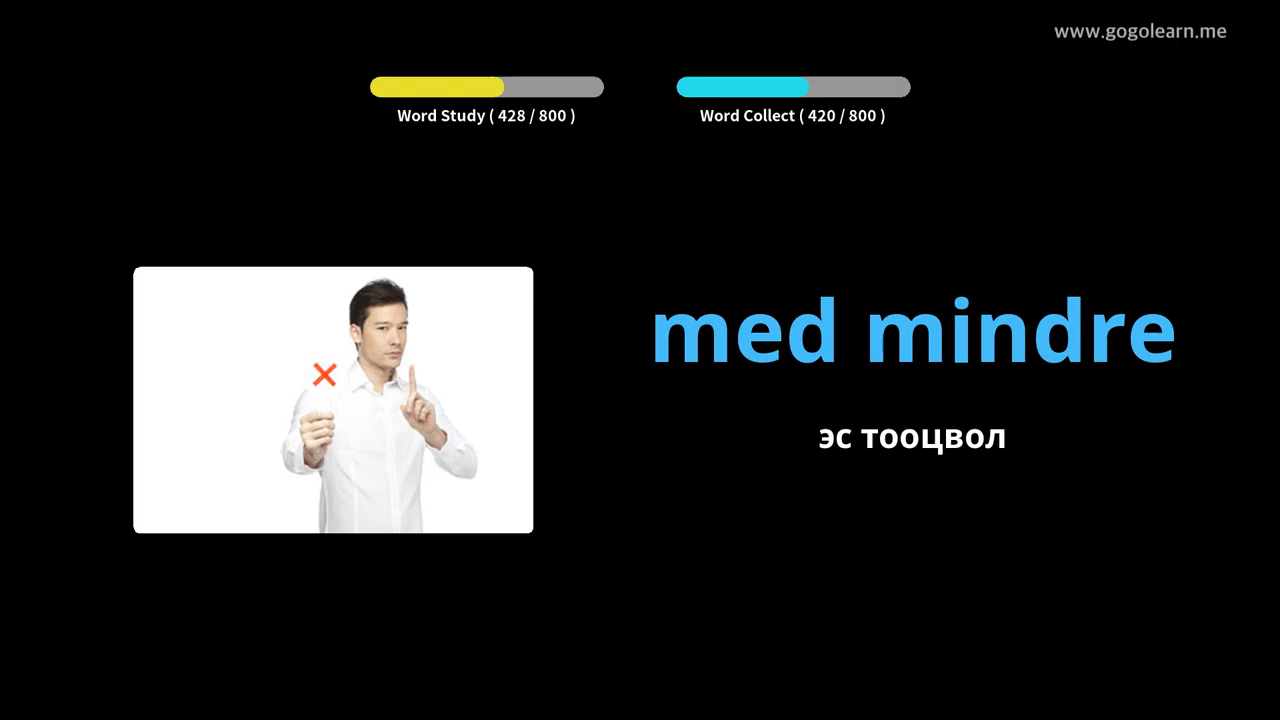 www.gogolearn.me
Word Study ( 428 / 800 )
Word Collect ( 420 / 800 )
med mindre
эс тооцвол